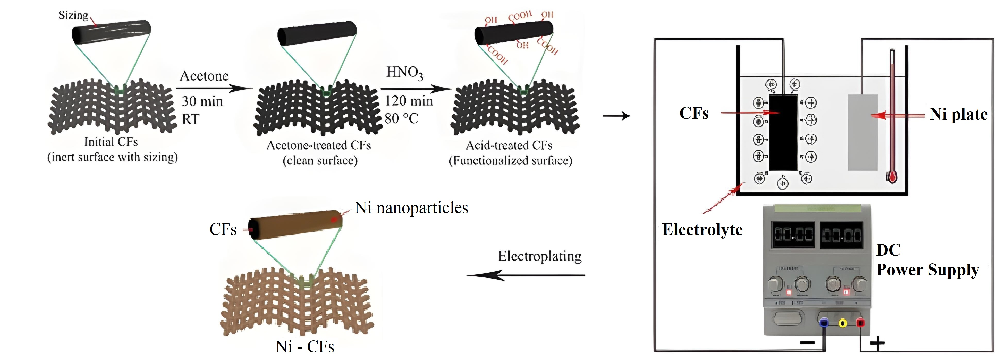 Sizing
Acetone
30 min
RT
Initial CFs
(inert surface with sizing)
HNO₃
120 min
80 °C
Acetone-treated CFs
(clean surface)
OH
COOH
OH
COOH
OH
COOH
Acid-treated CFs
(Functionalized surface)
CFs
Ni plate
Electrolyte
DC
Power Supply
−
+
Electroplating
Ni nanoparticles
CFs
Ni - CFs